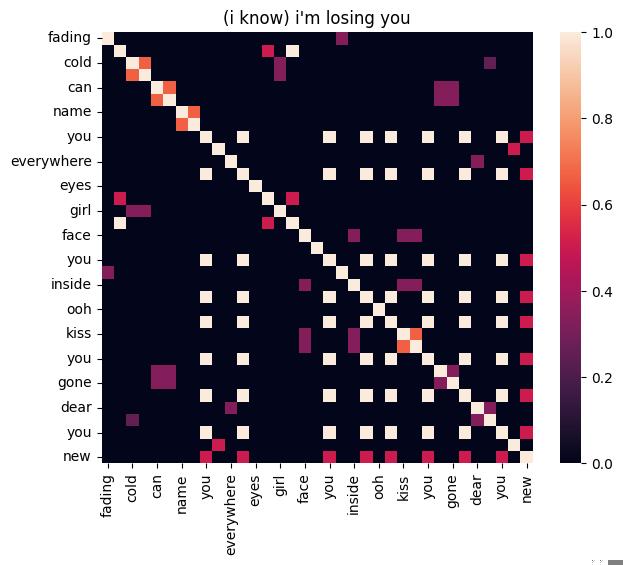 (i know) i'm losing you
fading
cold
can
name
you
everywhere
eyes
girl
face
you
inside
ooh
kiss
you
gone
dear
you
new
1.0
0.8
0.6
0.4
0.2
0.0
fading
cold
can
name
you
everywhere
eyes
girl
face
you
inside
ooh
kiss
you
gone
dear
you
new